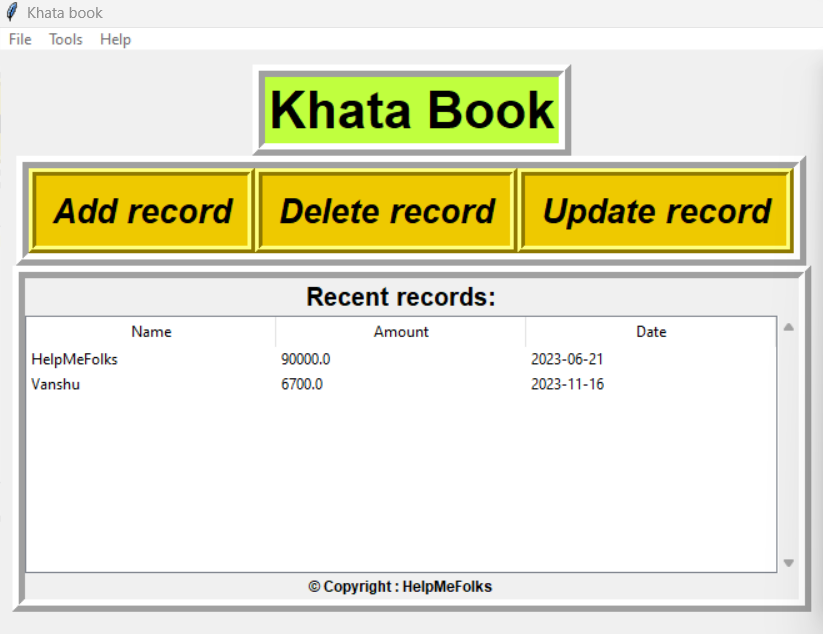 Khata book
File Tools Help
Khata Book
Add record Delete record Update record
Recent records:
Name Amount Date
HelpMeFolks 90000.0 2023-06-21
Vanshu 6700.0 2023-11-16
© Copyright : HelpMeFolks